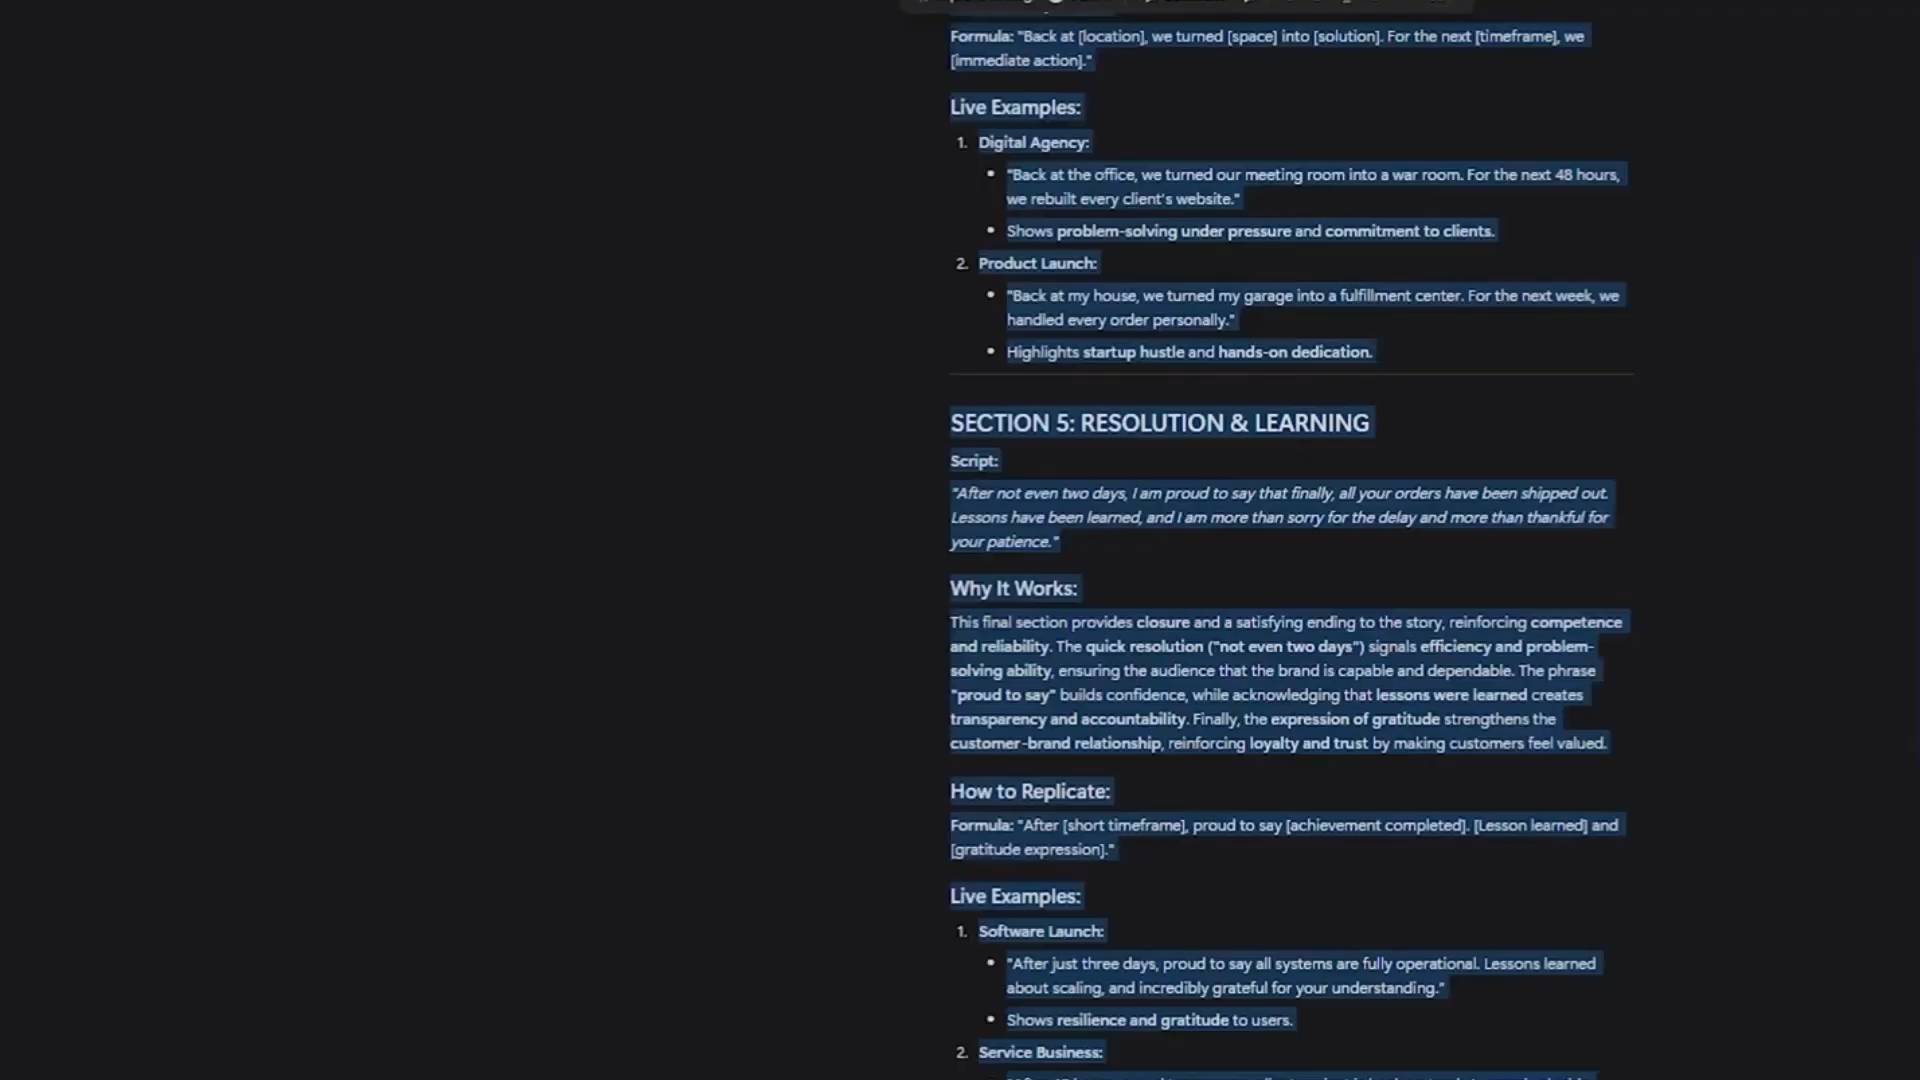 Formula: "Back at [location], we turned [space] into [solution]. For the next [timeframe], we
[immediate action]."
Live Examples:
1. Digital Agency:
• "Back at the office, we turned our meeting room into a war room. For the next 48 hours,
we rebuilt every client's website."
• Shows problem-solving under pressure and commitment to clients.
2. Product Launch:
• "Back at my house, we turned my garage into a fulfillment center. For the next week, we
handled every order personally."
• Highlights startup hustle and hands-on dedication.
SECTION 5: RESOLUTION & LEARNING
Script:
"After not even two days, I am proud to say that finally, all your orders have been shipped out.
Lessons have been learned, and I am more than sorry for the delay and more than thankful for
your patience."
Why It Works:
This final section provides closure and a satisfying ending to the story, reinforcing competence
and reliability. The quick resolution ("not even two days") signals efficiency and problem-
solving ability, ensuring the audience that the brand is capable and dependable. The phrase
"proud to say" builds confidence, while acknowledging that lessons were learned creates
transparency and accountability. Finally, the expression of gratitude strengthens the
customer-brand relationship, reinforcing loyalty and trust by making customers feel valued.
How to Replicate:
Formula: "After [short timeframe], proud to say [achievement completed]. [Lesson learned] and
[gratitude expression]."
Live Examples:
1. Software Launch:
• "After just three days, proud to say all systems are fully operational. Lessons learned
about scaling, and incredibly grateful for your understanding."
• Shows resilience and gratitude to users.
2. Service Business: